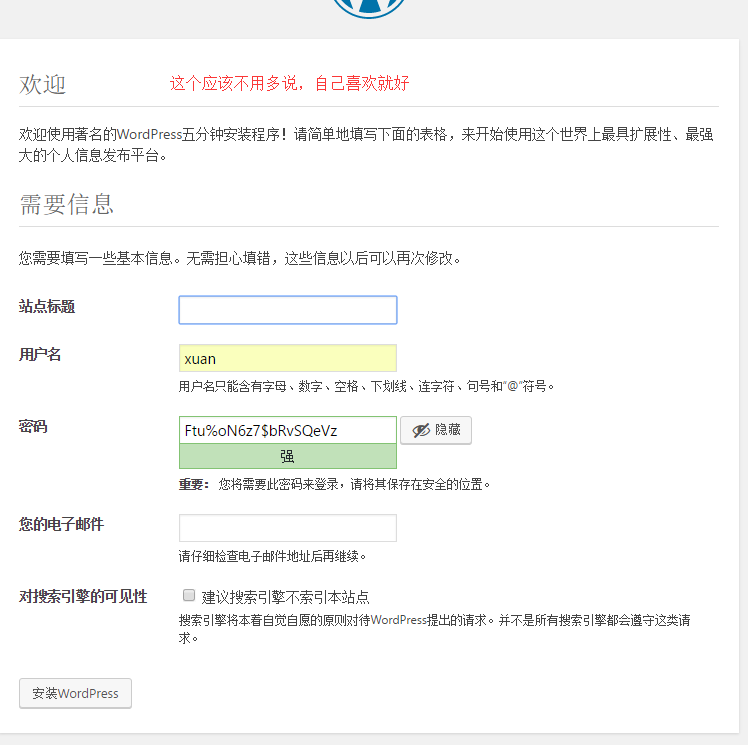 欢迎
这个应该不用多说，自己喜欢就好
欢迎使用著名的WordPress五分钟安装程序！请简单地填写下面的表格，来开始使用这个世界上最具扩展性、最强
大的个人信息发布平台。
需要信息
您需要填写一些基本信息。无需担心填错，这些信息以后可以再次修改。
站点标题
用户名
xuan
用户名只能含有字母、数字、空格、下划线、连字符、句号和“@”符号。
密码
Ftu%oN6z7$bRvSQeVz
隐藏
强
重要： 您将需要此密码来登录，请将其保存在安全的位置。
您的电子邮件
请仔细检查电子邮件地址后再继续。
对搜索引擎的可见性
建议搜索引擎不索引本站点
搜索引擎将本着自觉自愿的原则对待WordPress提出的请求。并不是所有搜索引擎都会遵守这类请
求。
安装WordPress